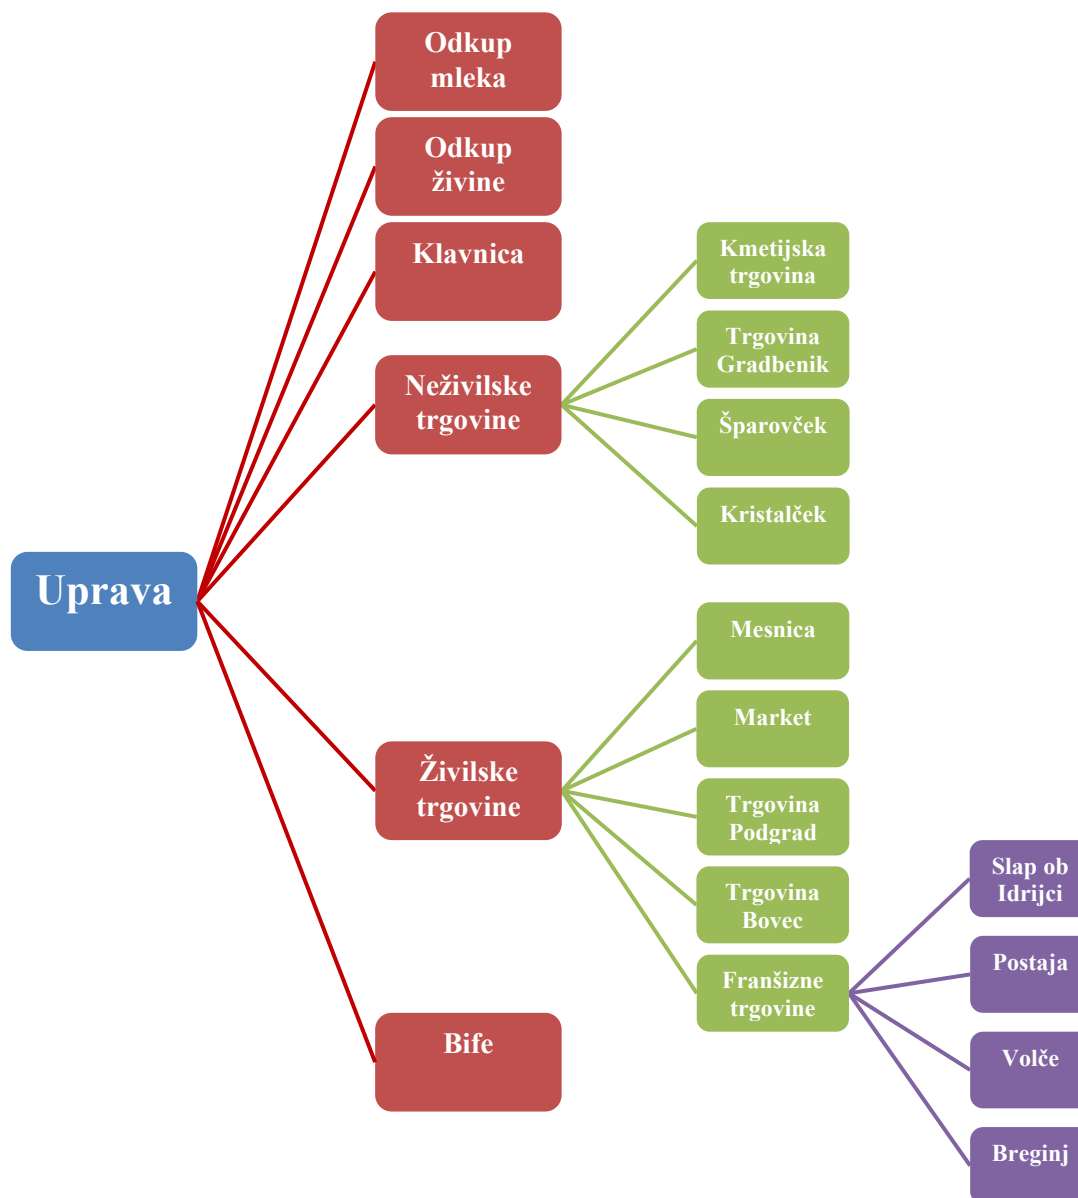 Uprava
Odkup
mleka
Odkup
živine
Klavnica
Neživilske
trgovine
Kmetijska
trgovina
Trgovina
Gradbenik
Šparovček
Kristalček
Živilske
trgovine
Mesnica
Market
Trgovina
Podgrad
Trgovina
Bovec
Franšizne
trgovine
Slap ob
Idrijci
Postaja
Volče
Breginj
Bife